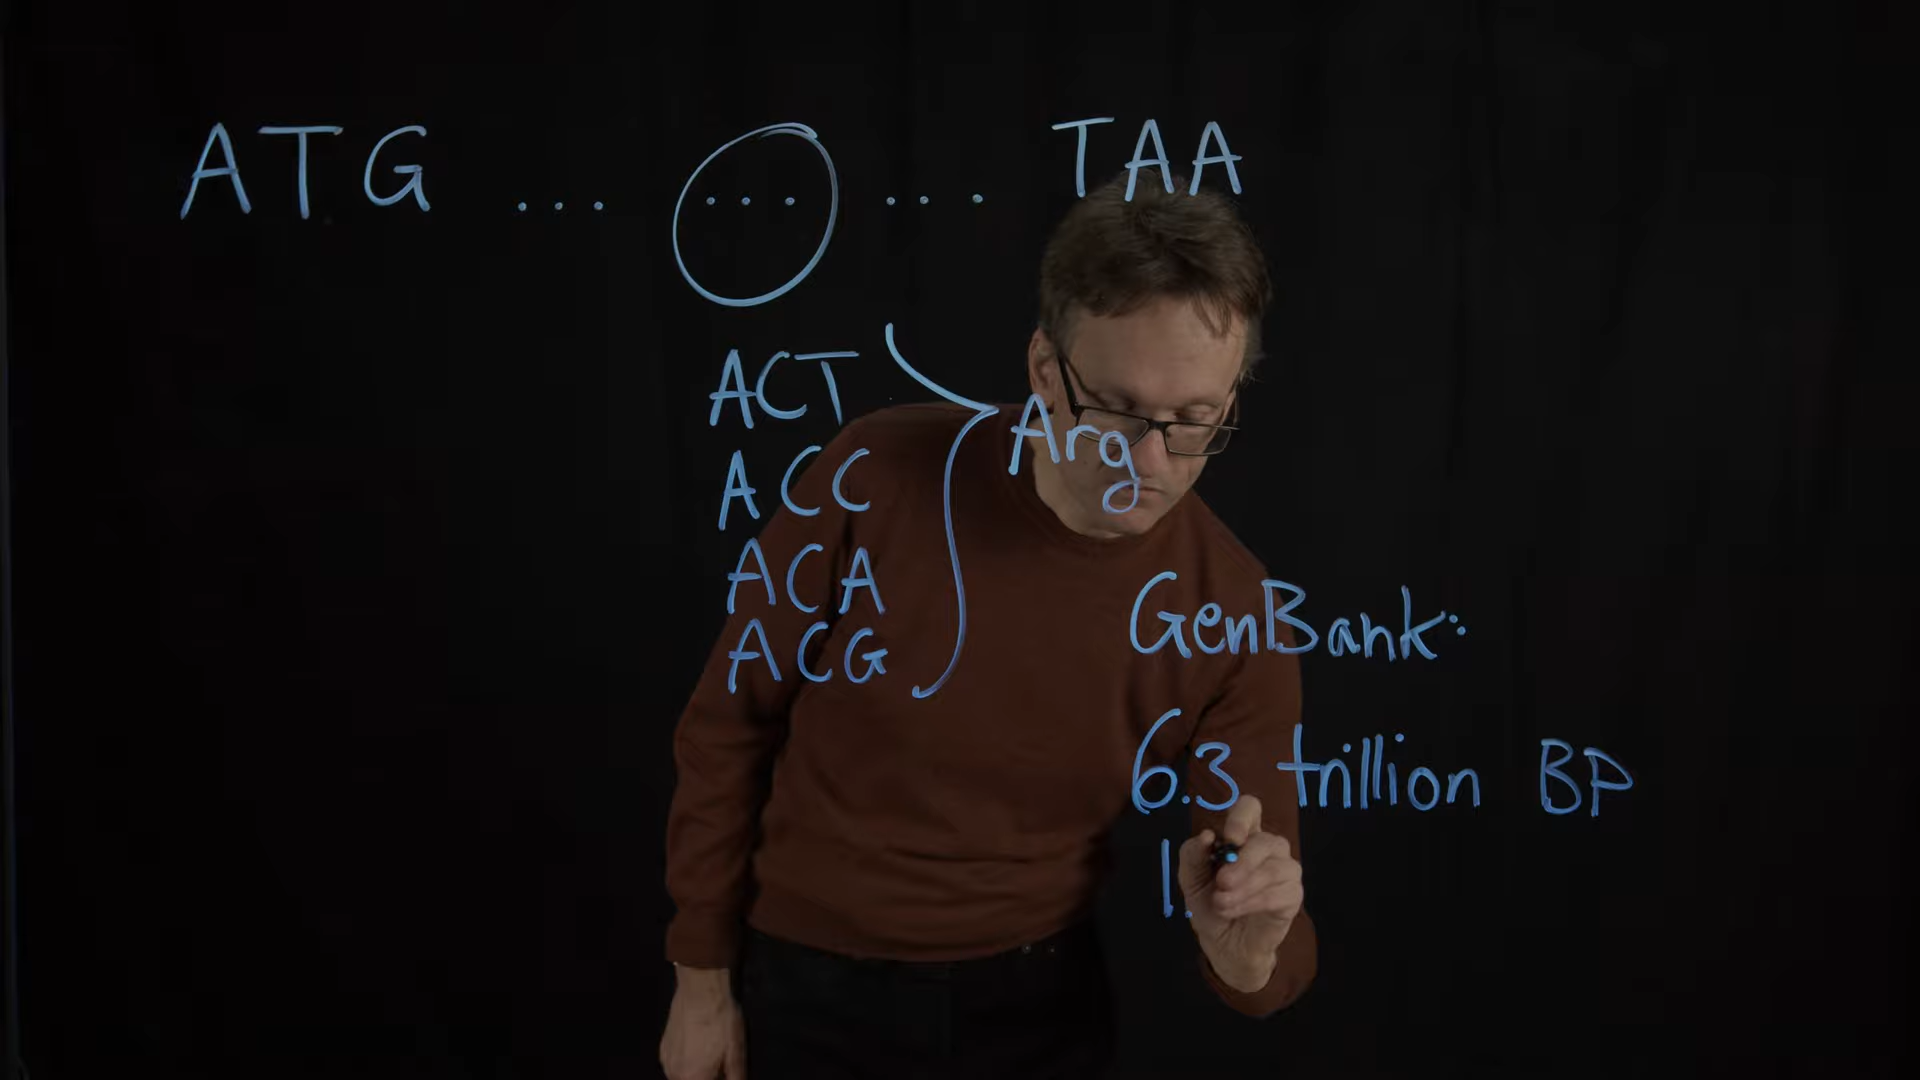 ATG ... ... ... TAA
ACT
ACC
ACA
ACG
Arg
GenBank:
6.3 trillion BP
1.